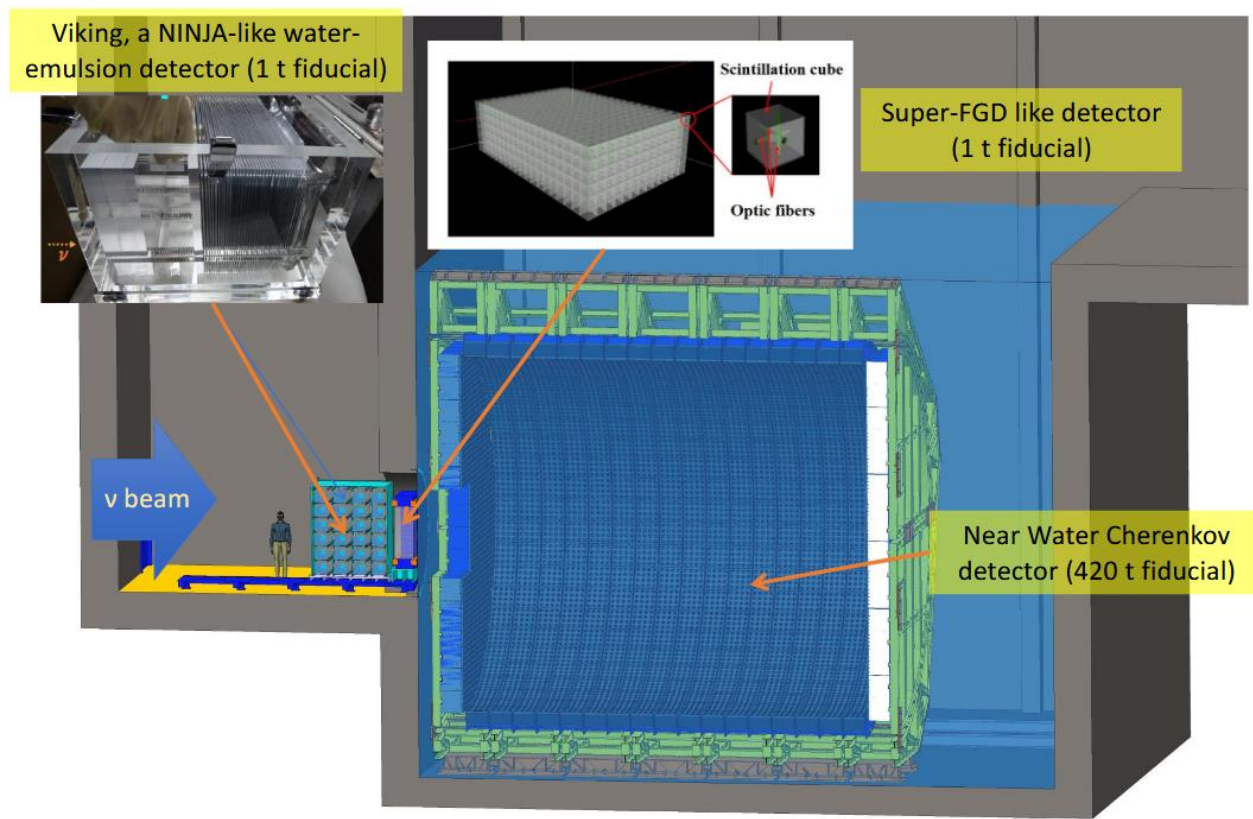 Viking, a NINJA-like water-
emulsion detector (1 t fiducial)
Scintillation cube
Optic fibers
Super-FGD like detector
(1 t fiducial)
ν
ν beam
Near Water Cherenkov
detector (420 t fiducial)